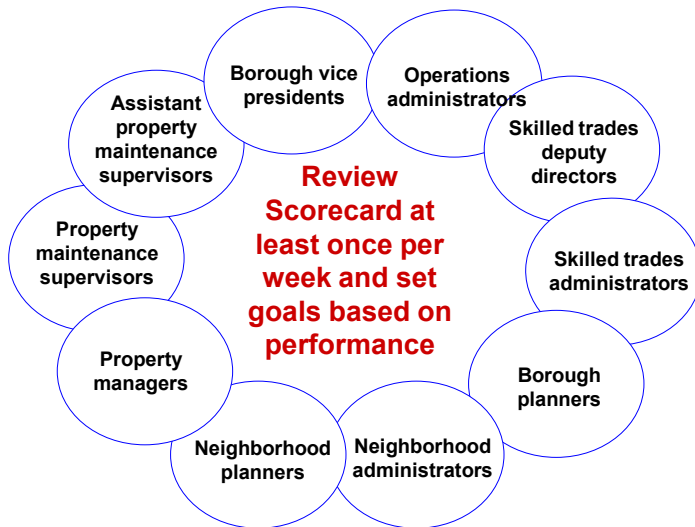 Borough vice
presidents
Operations
administrators
Skilled trades
deputy
directors
Skilled trades
administrators
Borough
planners
Neighborhood
administrators
Neighborhood
planners
Property
managers
Property
maintenance
supervisors
Assistant
property
maintenance
supervisors
Review
Scorecard at
least once per
week and set
goals based on
performance